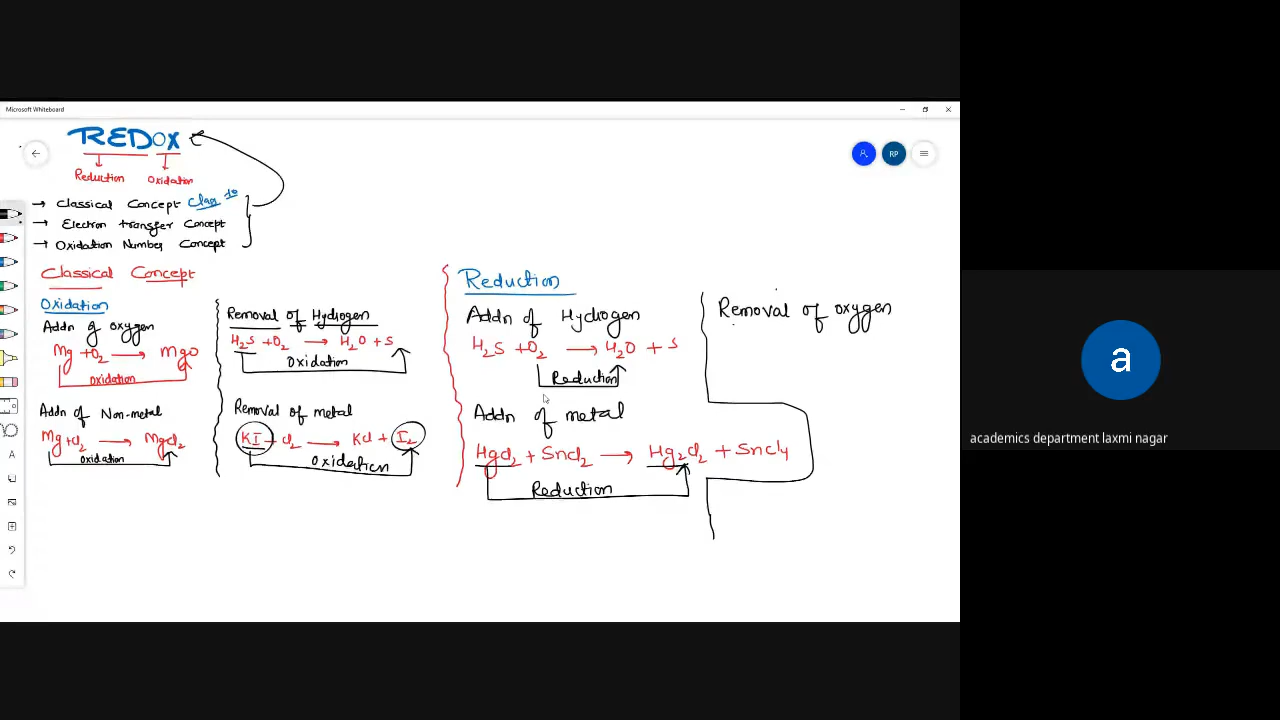 Microsoft Whiteboard
REDOX
Reduction Oxidation
RP
→ Classical Concept Class 10
→ Electron transfer Concept
→ Oxidation Number Concept
Classical Concept
Oxidation
Addn of oxygen
Mg + O2 → MgO
oxidation
Addn of Non-metal
Mg + Cl2 → MgCl2
oxidation
Removal of Hydrogen
H2S + O2 → H2O + S
Oxidation
Removal of metal
KI + Cl2 → KCl + I2
oxidation
Reduction
Addn of Hydrogen
H2S + O2 → H2O + S
Reduction
Addn of metal
HgCl2 + SnCl2 → Hg2Cl2 + SnCl4
Reduction
Removal of oxygen
A
a
academics department laxmi nagar